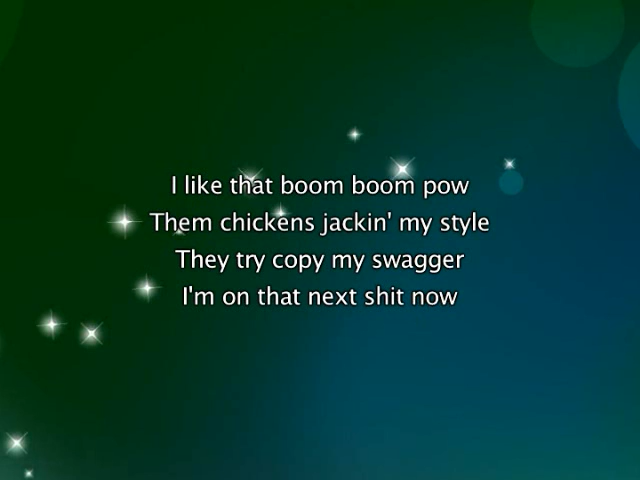 I like that boom boom pow
Them chickens jackin' my style
They try copy my swagger
I'm on that next shit now